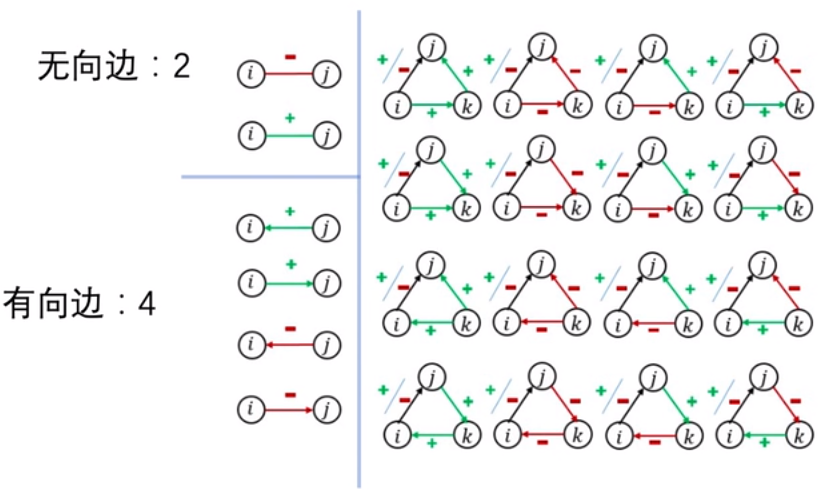 无向边：2
−
i j
+
i j
有向边：4
+
i j
+
i j
−
i j
−
i j
j j j j
+/− + +/− − +/− + +/− −
i + k i − k i − k i + k
j j j j
+/− + +/− − +/− + +/− −
i + k i − k i − k i + k
j j j j
+/− + +/− − +/− + +/− −
i + k i − k i − k i + k
j j j j
+/− + +/− − +/− + +/− −
i + k i − k i − k i + k